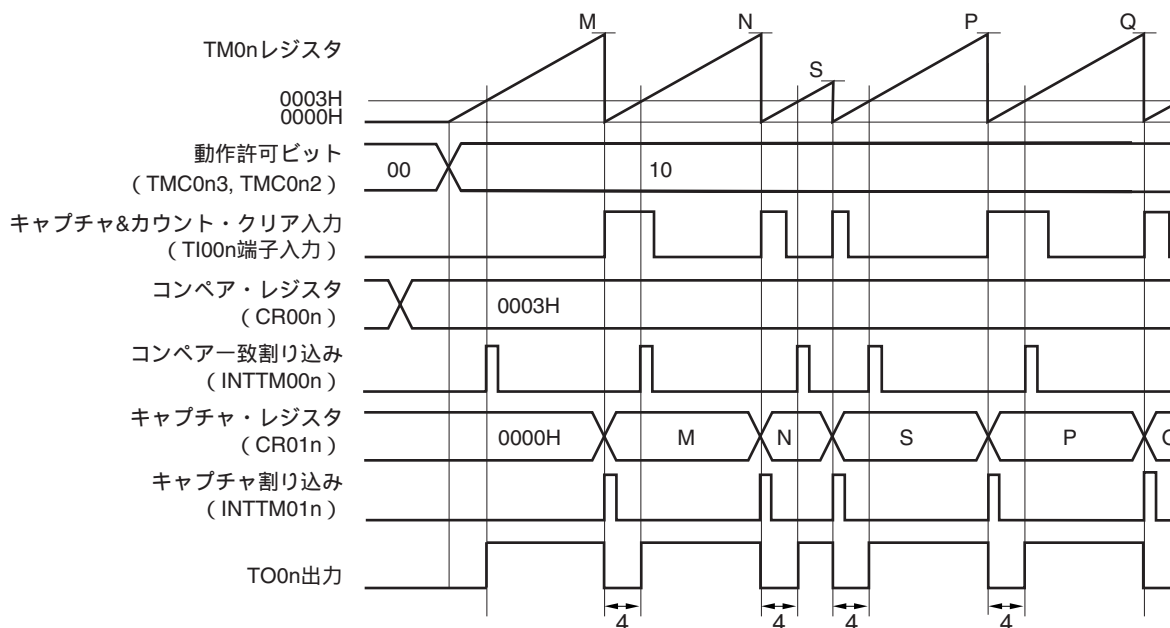 M N S P Q
TM0nレジスタ
0003H
0000H
動作許可ビット
（TMC0n3, TMC0n2）
00 10
キャプチャ&カウント・クリア入力
（TI00n端子入力）
コンペア・レジスタ
（CR00n）
0003H
コンペア一致割り込み
（INTTM00n）
キャプチャ・レジスタ
（CR01n）
0000H M N S P
キャプチャ割り込み
（INTTM01n）
TO0n出力
4 4 4 4